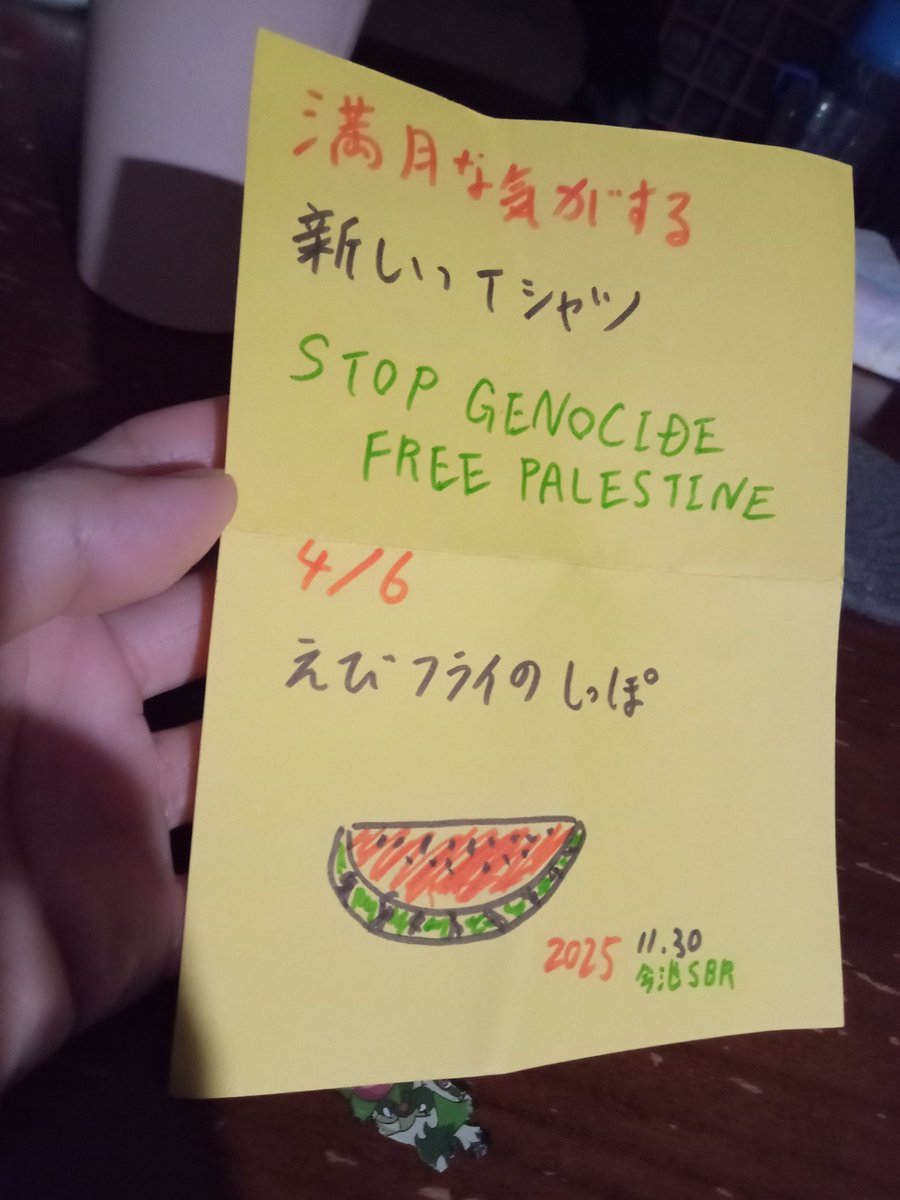 満月な気がする
新しいっTシャツ
STOP GENOCIDE
FREE PALESTINE
4/6
えびフライのしっぽ
2025 11.30
今池SBR